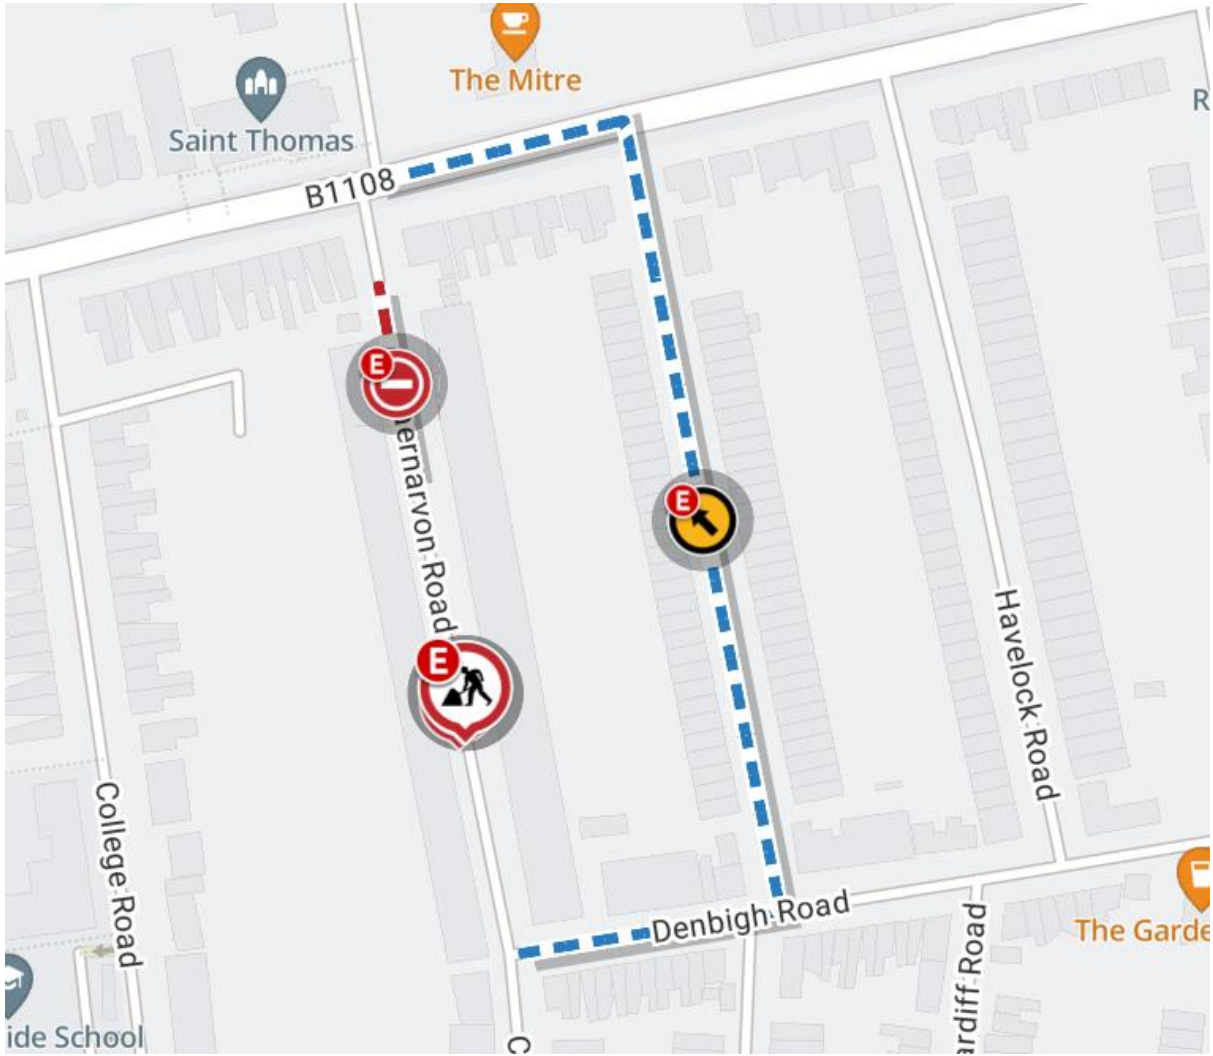 The Mitre
R
Saint Thomas
B1108
E
ernarvon Road
E
Havelock Road
E
College Road
Denbigh Road
The Garde
ardiff Road
ide School
C